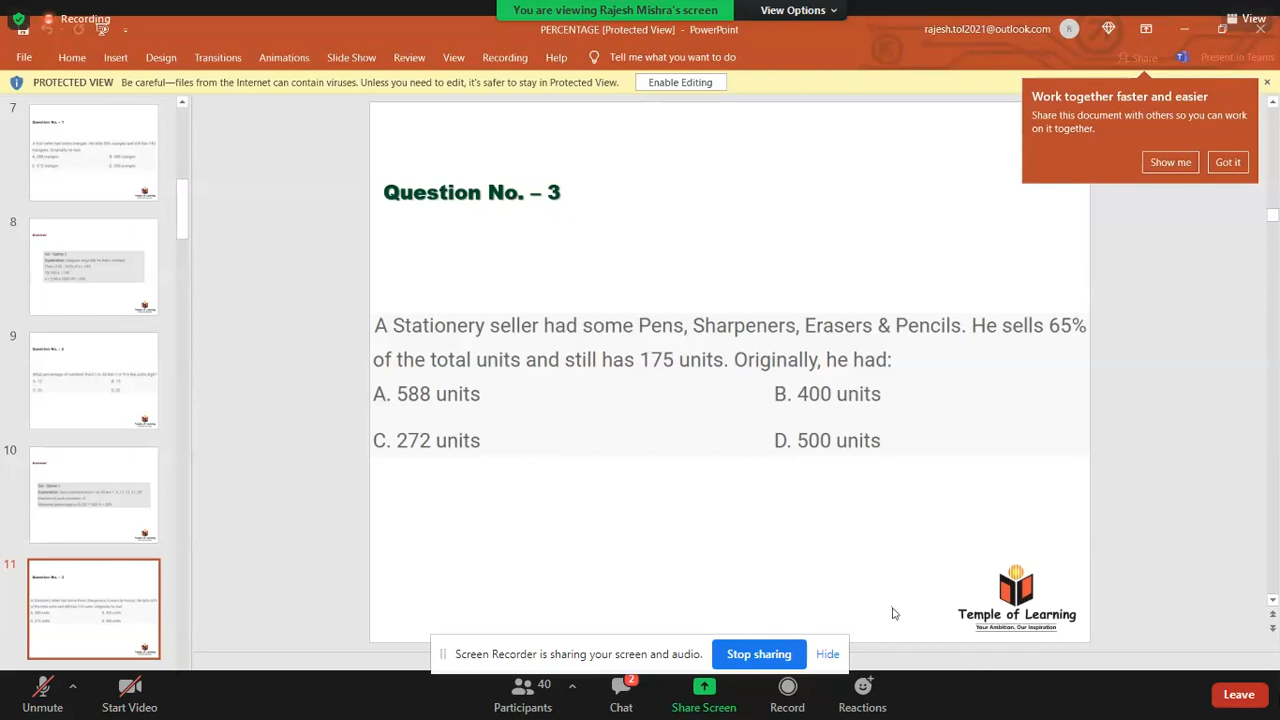 Recording
You are viewing Rajesh Mishra's screen
View Options
View
PERCENTAGE [Protected View] - PowerPoint
rajesh.tol2021@outlook.com
R
File
Home
Insert
Draw
Design
Transitions
Animations
Slide Show
Review
View
Recording
Help
Tell me what you want to do
Share
Present in Teams
PROTECTED VIEW
Be careful—files from the Internet can contain viruses. Unless you need to edit, it's safer to stay in Protected View.
Enable Editing
Work together faster and easier
Share this document with others so you can work
on it together.
Show me
Got it
7
8
Answer
9
10
Answer
11
Question No. – 3
A Stationery seller had some Pens, Sharpeners, Erasers & Pencils. He sells 65%
of the total units and still has 175 units. Originally, he had:
A. 588 units
B. 400 units
C. 272 units
D. 500 units
Temple of Learning
Your Ambition. Our Inspiration
Screen Recorder is sharing your screen and audio.
Stop sharing
Hide
Unmute
Start Video
40
Participants
2
Chat
Share Screen
Record
Reactions
Leave